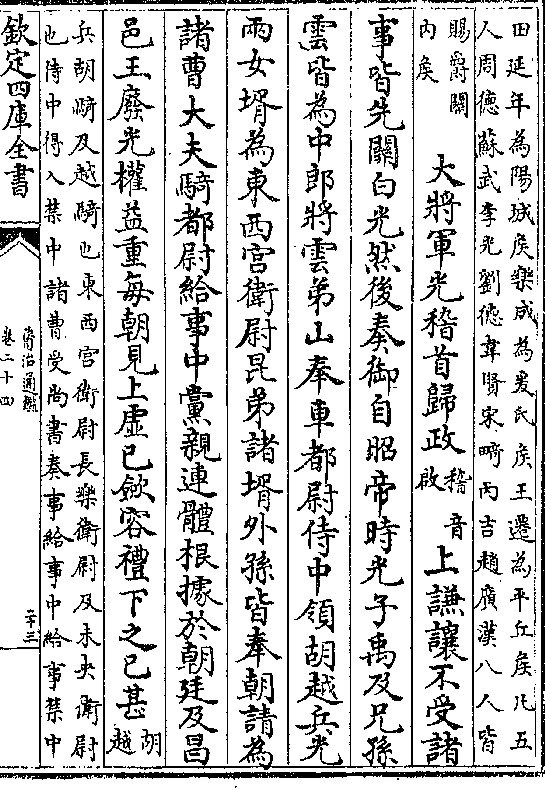 田延年為陽城侯樂成為爰氏侯王遷為平丘侯凡五
人周德蘇武李光劉德韋賢宋畸丙吉趙廣漢八人皆
賜爵關
內侯
大將軍光稽首歸政
稽音
啟
上謙讓不受諸
事皆先關白光然後奏御自昭帝時光子禹及兄孫
雲皆為中郎將雲弟山奉車都尉侍中領胡越兵光
兩女壻為東西宮衛尉昆弟諸壻外孫皆奉朝請為
諸曹大夫騎都尉給事中黨親連體根據於朝廷及昌
邑王廢光權益重每朝見上虛已斂容禮下之已甚
胡
越
兵胡騎及越騎也東西宮衛尉長樂衛尉及未央衛尉
也侍中得入禁中諸曹受尚書奏事給事中給事禁中
欽定四庫全書
資治通鑑
卷二十四
二十三